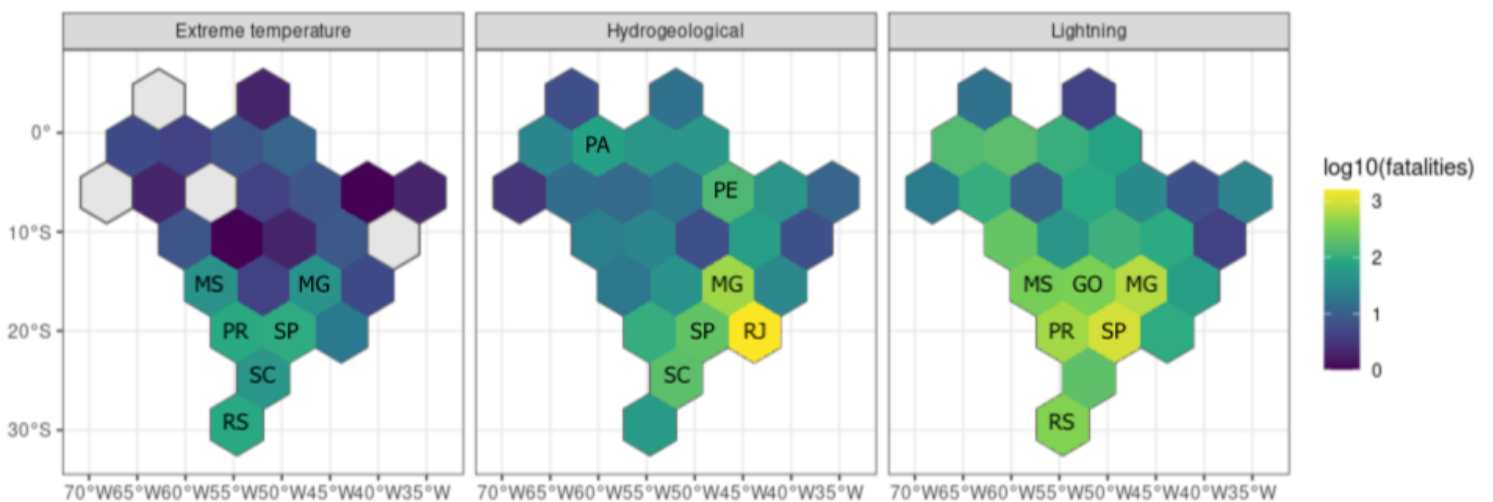 Extreme temperature Hydrogeological Lightning
log10(fatalities)
0°
10°S
20°S
30°S
PA
PE
MS MG MG MS GO MG
PR SP SP RJ PR SP
SC SC
RS RS
3
2
1
0
70°W65°W60°W55°W50°W45°W40°W35°W 70°W65°W60°W55°W50°W45°W40°W35°W 70°W65°W60°W55°W50°W45°W40°W35°W